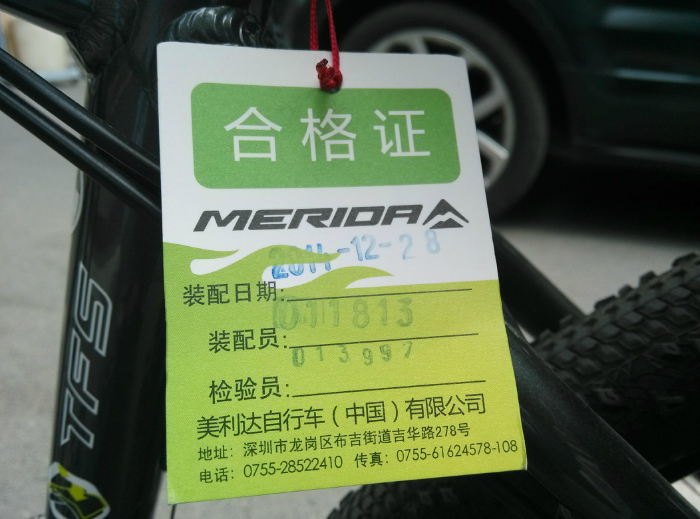 合格证
MERIDA
2011-12-28
装配日期:
011813
装配员:
013997
检验员:
美利达自行车(中国)有限公司
地址: 深圳市龙岗区布吉街道吉华路278号
电话: 0755-28522410 传真: 0755-61624578-108
TFS